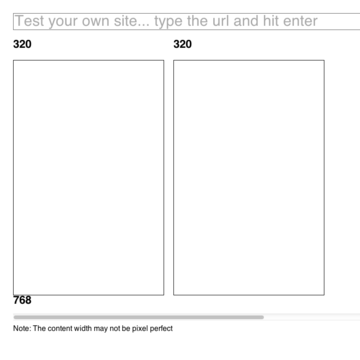 Test your own site... type the url and hit enter
320
320
768
Note: The content width may not be pixel perfect